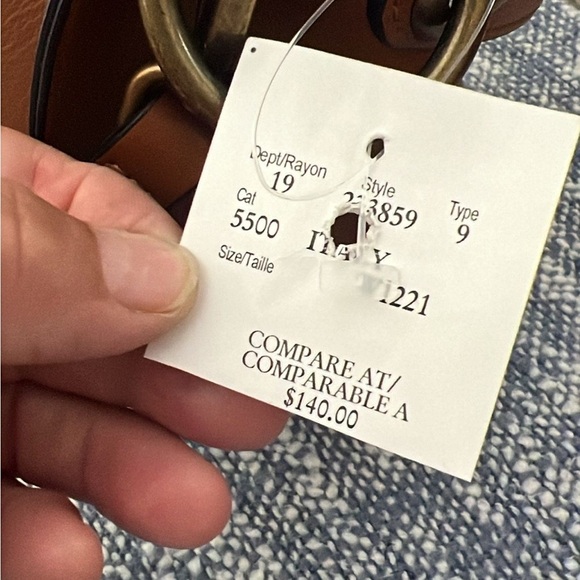 Dept/Rayon Style Type
19 9
Cat
5500
Size/Taille
COMPARE AT/
COMPARABLE A
$140.00